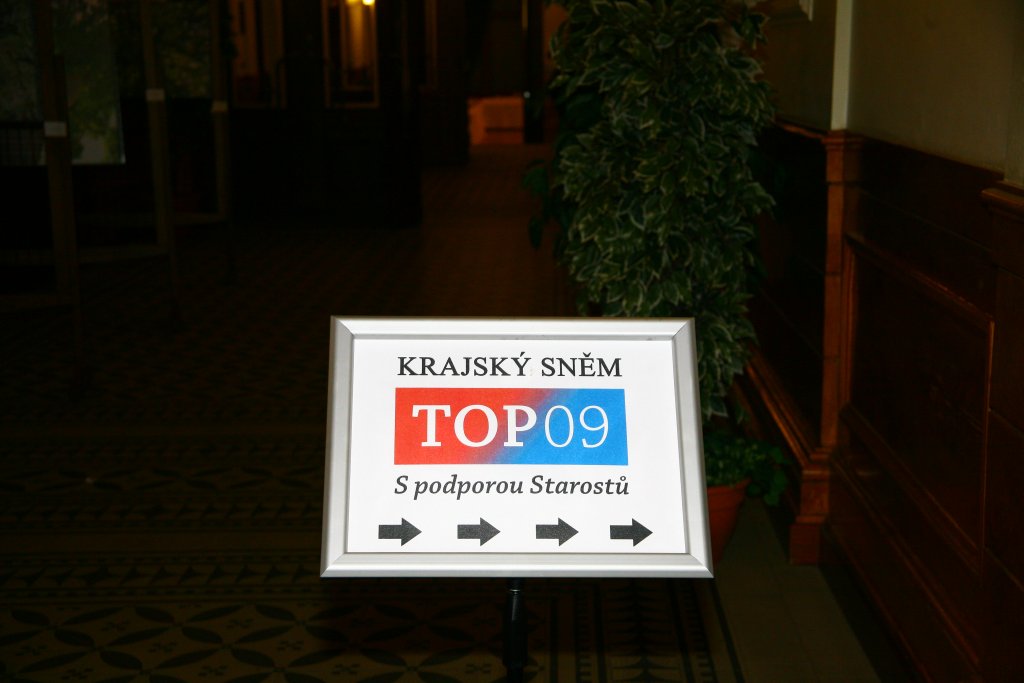 KRAJSKÝ SNĚM
TOP09
S podporou Starostů